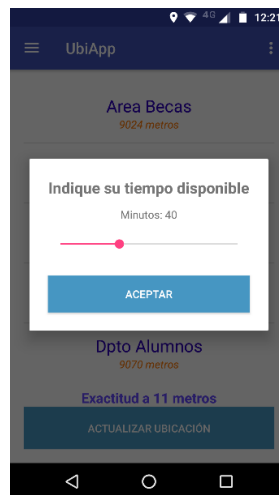 4G 12:21
UbiApp
Area Becas
9024 metros
Indique su tiempo disponible
Minutos: 40
ACEPTAR
Dpto Alumnos
9070 metros
Exactitud a 11 metros
ACTUALIZAR UBICACIÓN